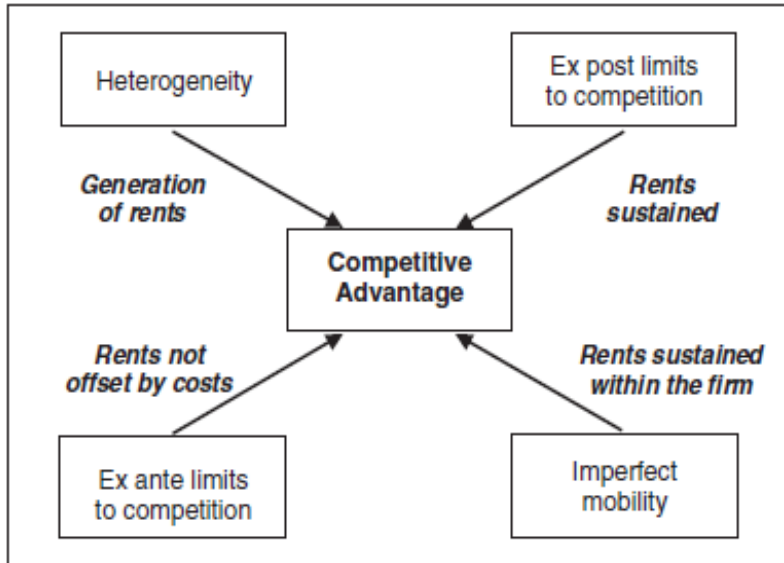 Heterogeneity
Ex post limits
to competition
Generation
of rents
Rents
sustained
Competitive
Advantage
Rents not
offset by costs
Rents sustained
within the firm
Ex ante limits
to competition
Imperfect
mobility